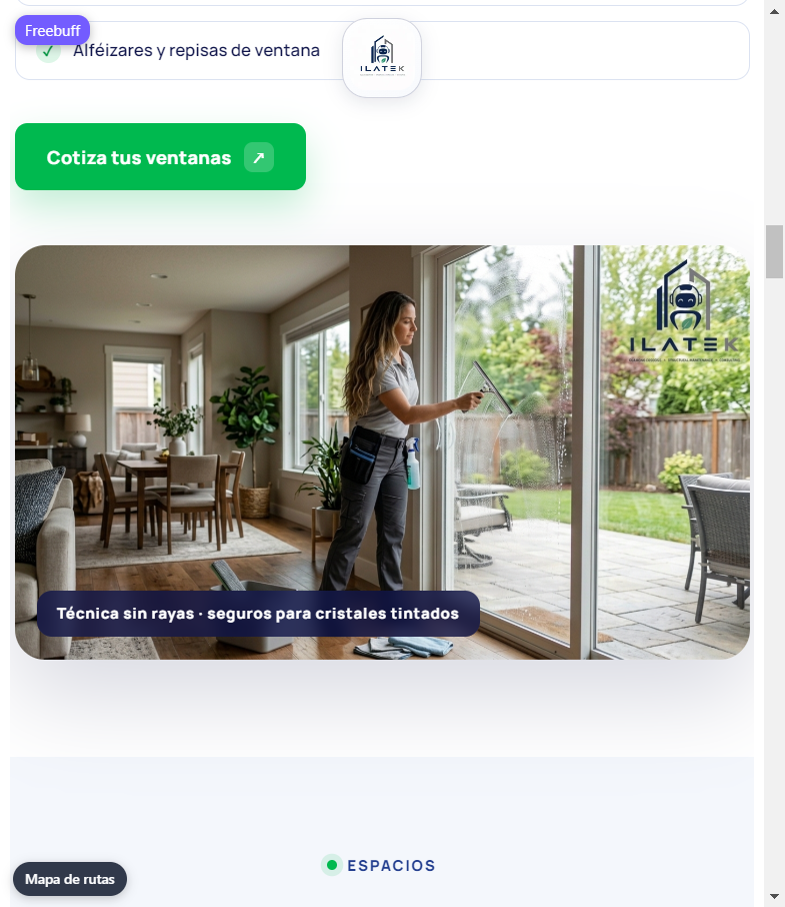 Freebuff
Alféizares y repisas de ventana
ILATEK
Cotiza tus ventanas
ILATEK
Técnica sin rayas · seguros para cristales tintados
ESPACIOS
Mapa de rutas